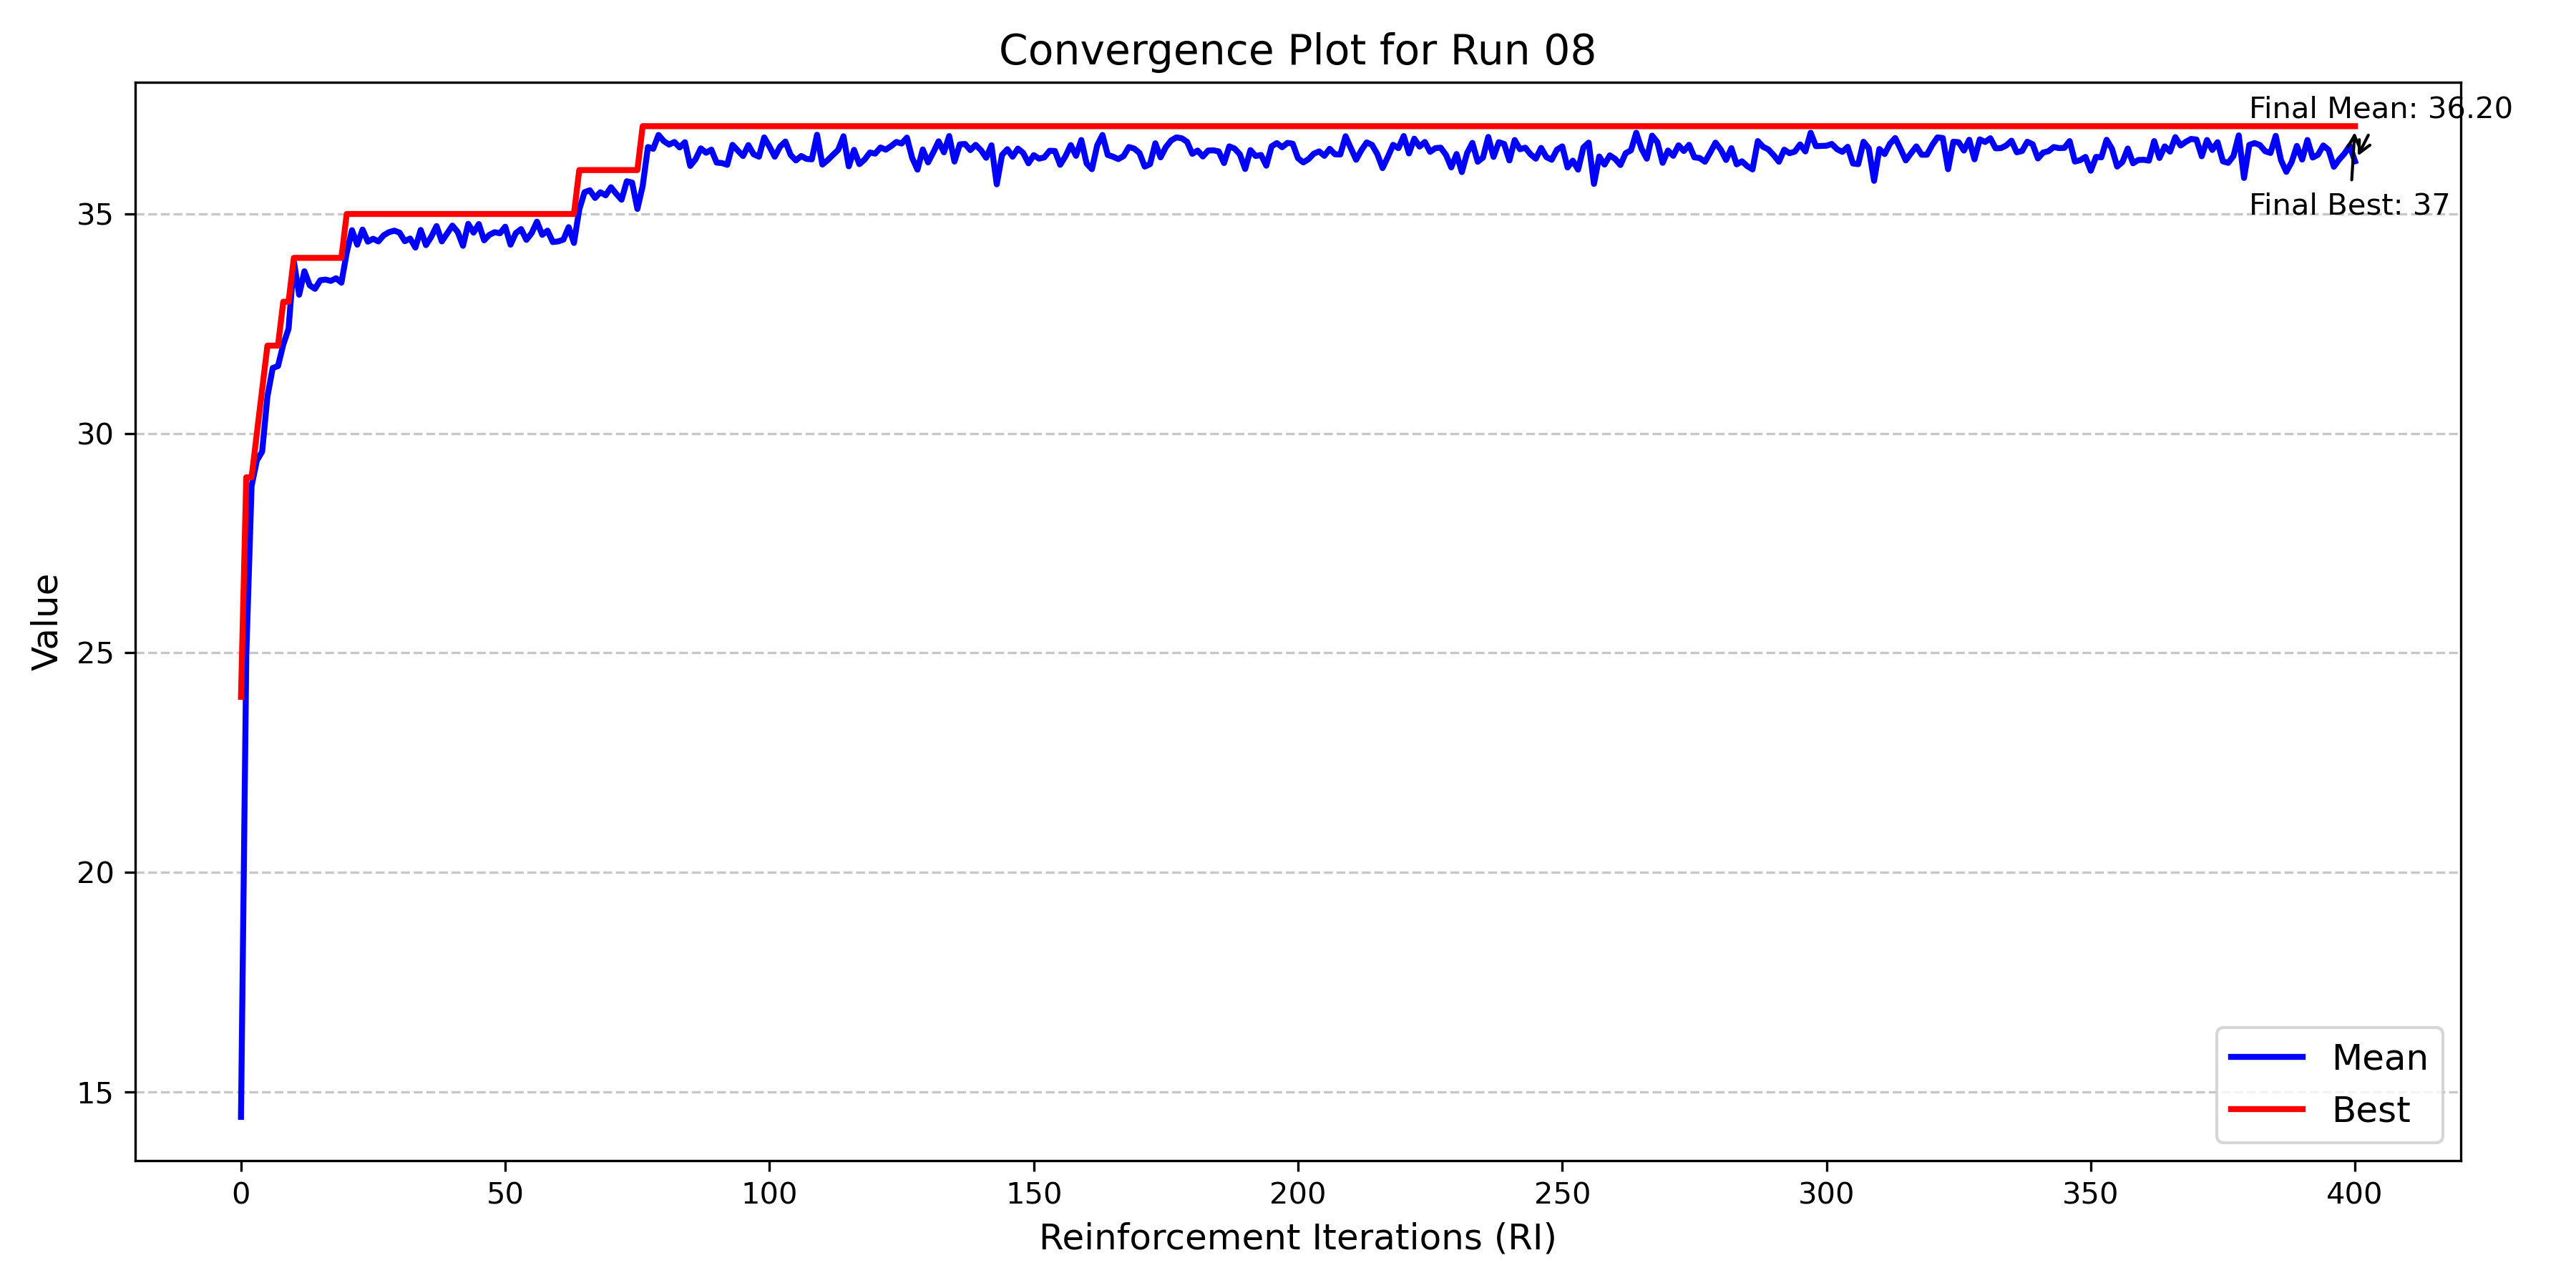 Convergence Plot for Run 08
Final Mean: 36.20
Final Best: 37
Value
35
30
25
20
15
Mean
Best
0 50 100 150 200 250 300 350 400
Reinforcement Iterations (RI)